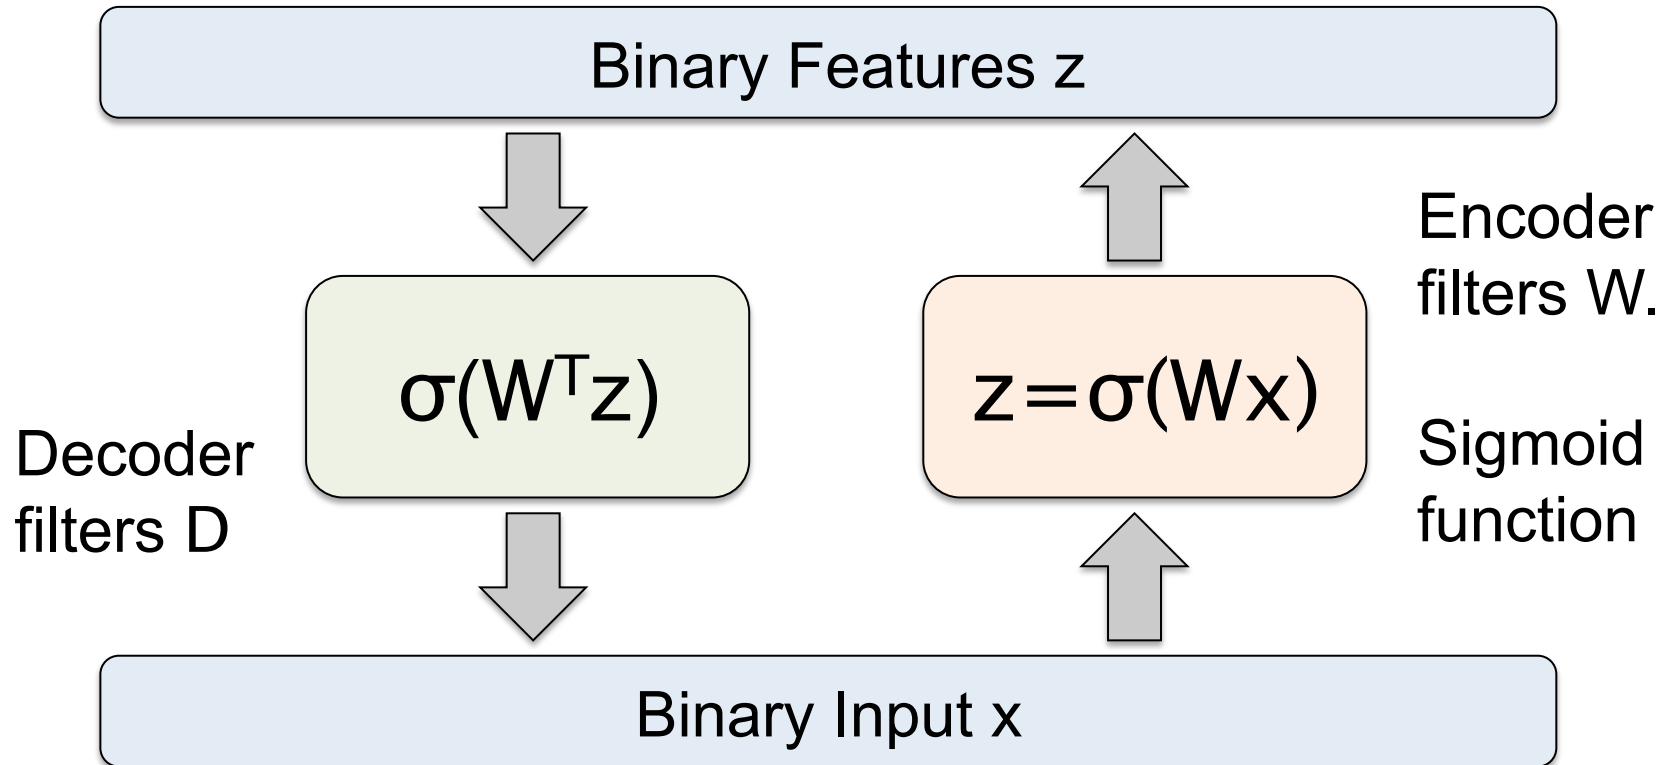 Binary Features z
Encoder
filters W.
σ(Wᵀz)
z=σ(Wx)
Decoder
filters D
Sigmoid
function
Binary Input x